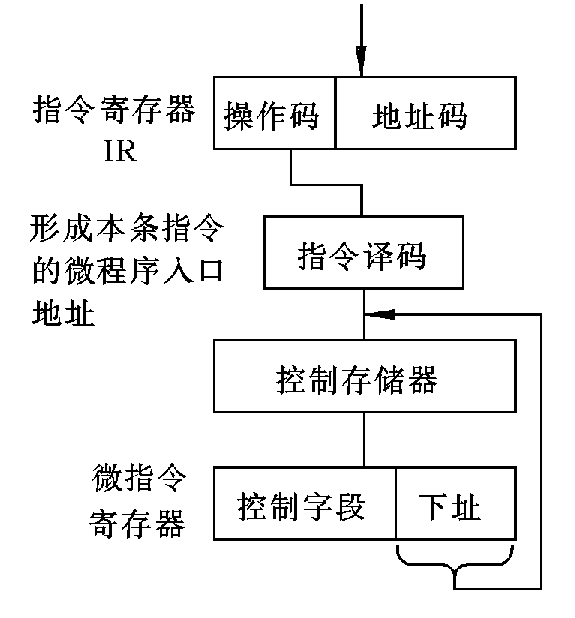 指令寄存器
IR
操作码
地址码
形成本条指令
的微程序入口
地址
指令译码
控制存储器
微指令
寄存器
控制字段
下址